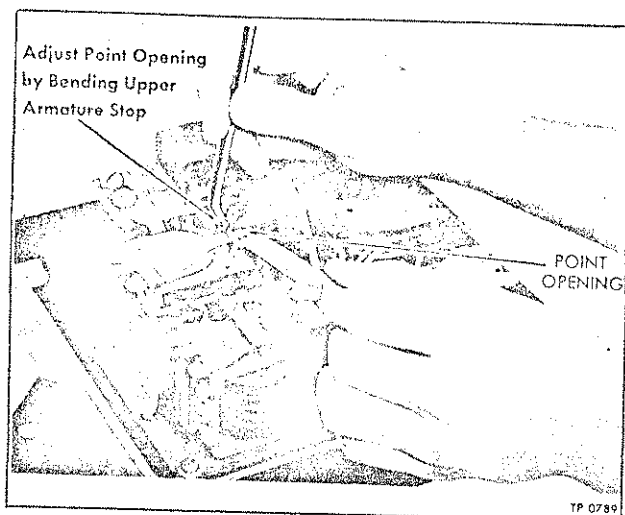 Adjust Point Opening
by Bending Upper
Armature Stop
POINT
OPENING
TP 0789